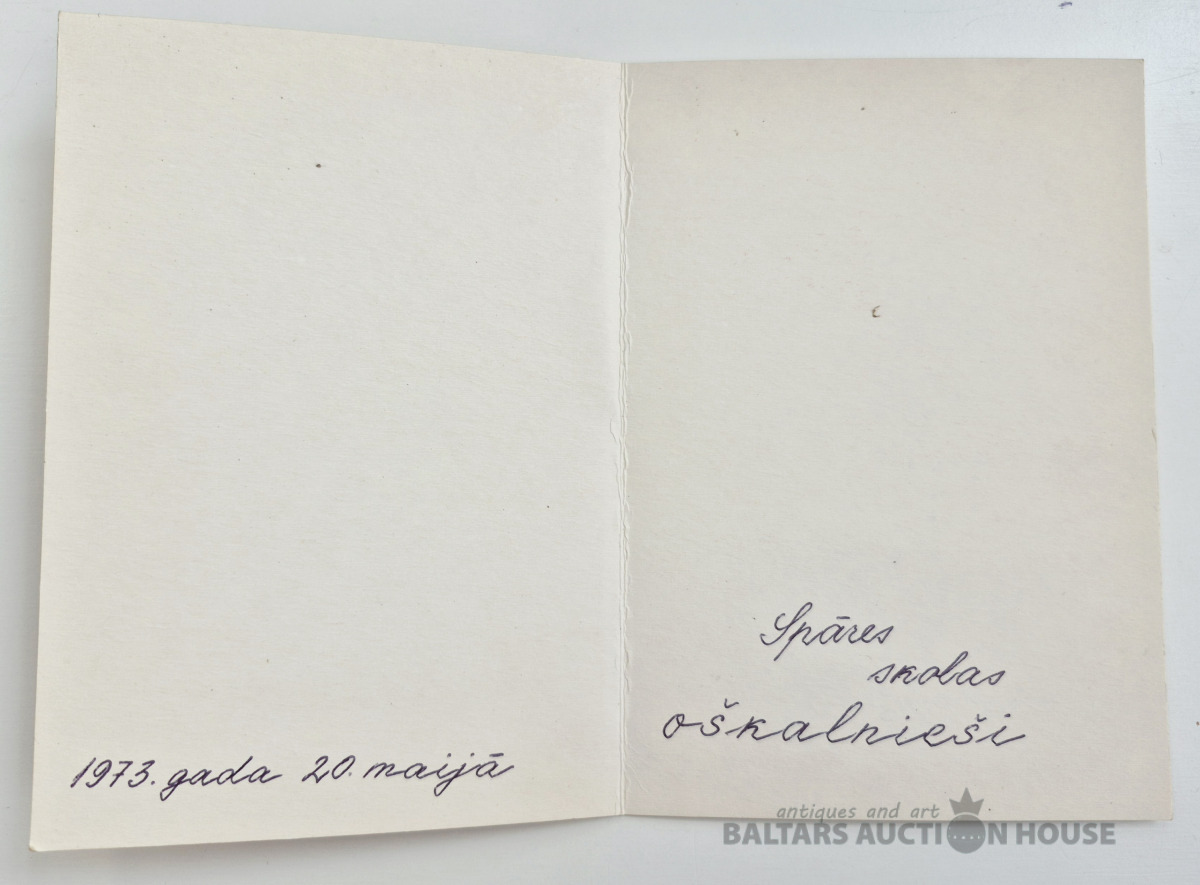 1973. gada 20. maijā
Spāres
skolas
oškalnieši
antiques and art
BALTARS AUCTION HOUSE